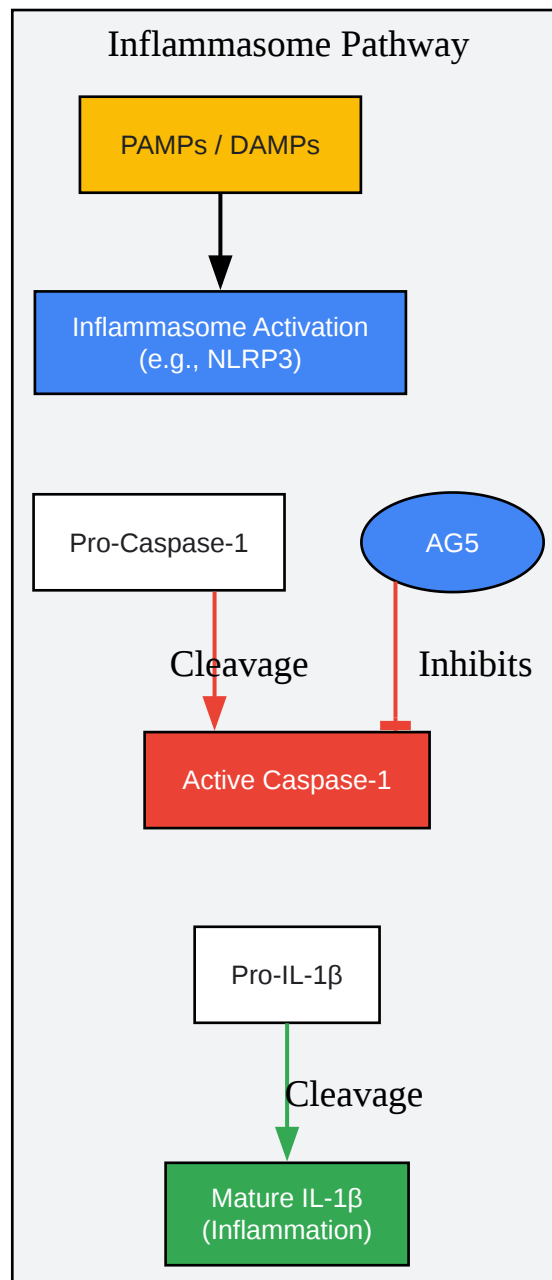 Inflammasome Pathway
PAMPs / DAMPs
Inflammasome Activation
(e.g., NLRP3)
Pro-Caspase-1
AG5
Cleavage
Inhibits
Active Caspase-1
Pro-IL-1β
Cleavage
Mature IL-1β
(Inflammation)